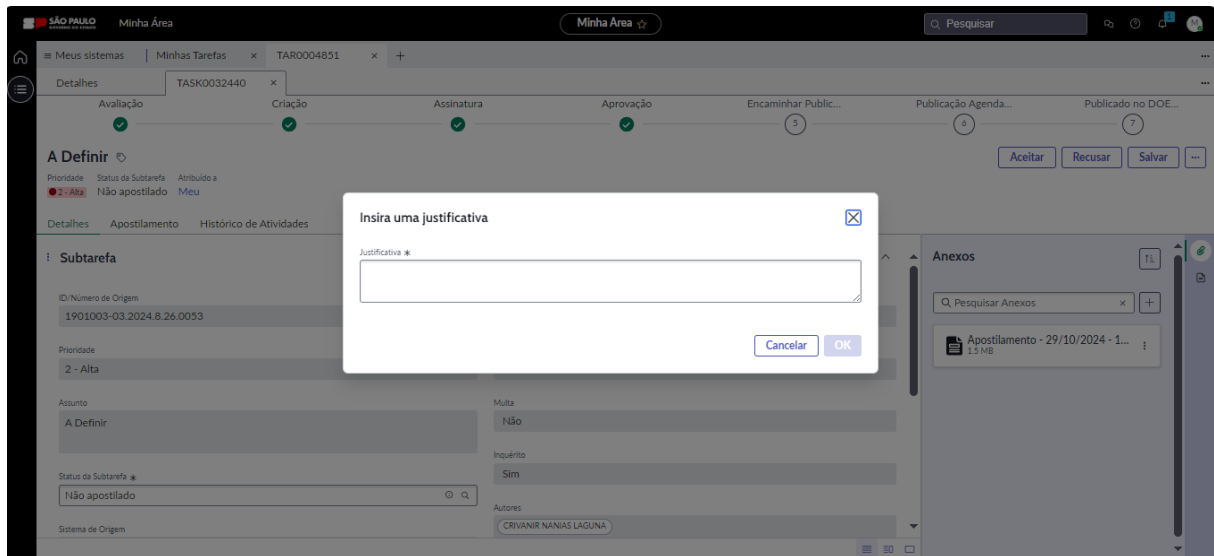 SÃO PAULO
GOVERNO DO ESTADO
Minha Área
Minha Área
Pesquisar
1
Meus sistemas
Minhas Tarefas
TAR0004851
Detalhes
TASK0032440
Avaliação
Criação
Assinatura
Aprovação
Encaminhar Public...
Publicação Agenda...
Publicado no DOE...
5
6
7
A Definir
Aceitar
Recusar
Salvar
Prioridade
Status da Subtarefa
Atribuído a
2 - Alta
Não apostilado
Meu
Detalhes
Apostilamento
Histórico de Atividades
Insira uma justificativa
Justificativa
Cancelar
OK
Subtarefa
ID/Número de Origem
1901003-03.2024.8.26.0053
Prioridade
2 - Alta
Assunto
A Definir
Status da Subtarefa
Não apostilado
Sistema de Origem
Multa
Não
Inquérito
Sim
Autores
CRIVANIR NANIAS LAGUNA
Anexos
Pesquisar Anexos
Apostilamento - 29/10/2024 - 1...
1.5 MB